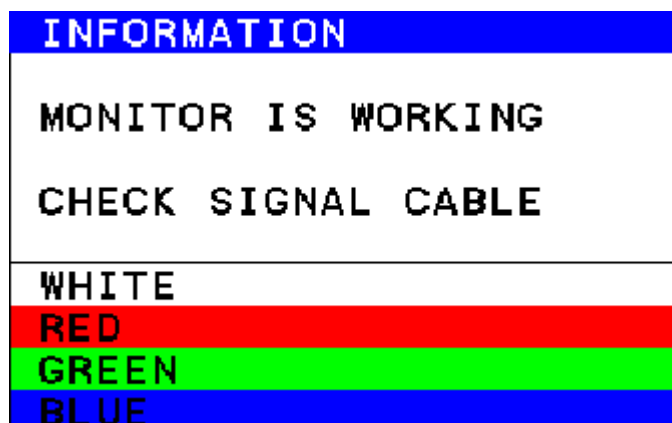 INFORMATION
MONITOR IS WORKING
CHECK SIGNAL CABLE
WHITE
RED
GREEN
BLUE